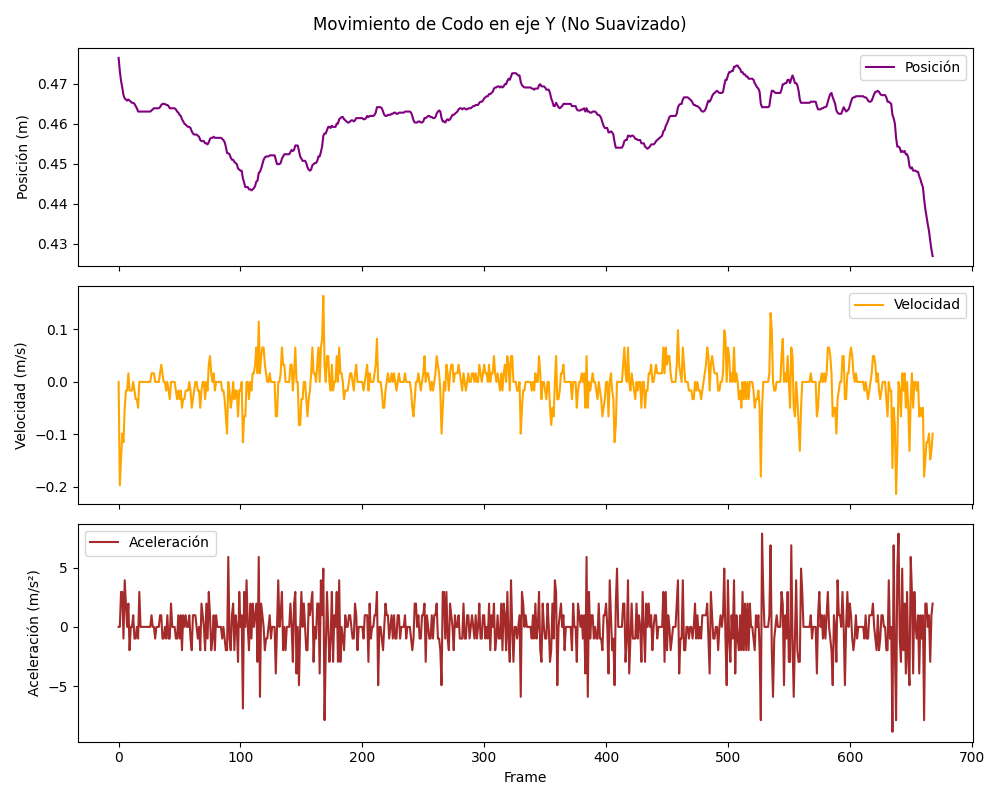 Movimiento de Codo en eje Y (No Suavizado)
Posición (m)
0.47
0.46
0.45
0.44
0.43
Posición
Velocidad (m/s)
0.1
0.0
−0.1
−0.2
Velocidad
Aceleración (m/s²)
5
0
−5
Aceleración
0 100 200 300 400 500 600 700
Frame